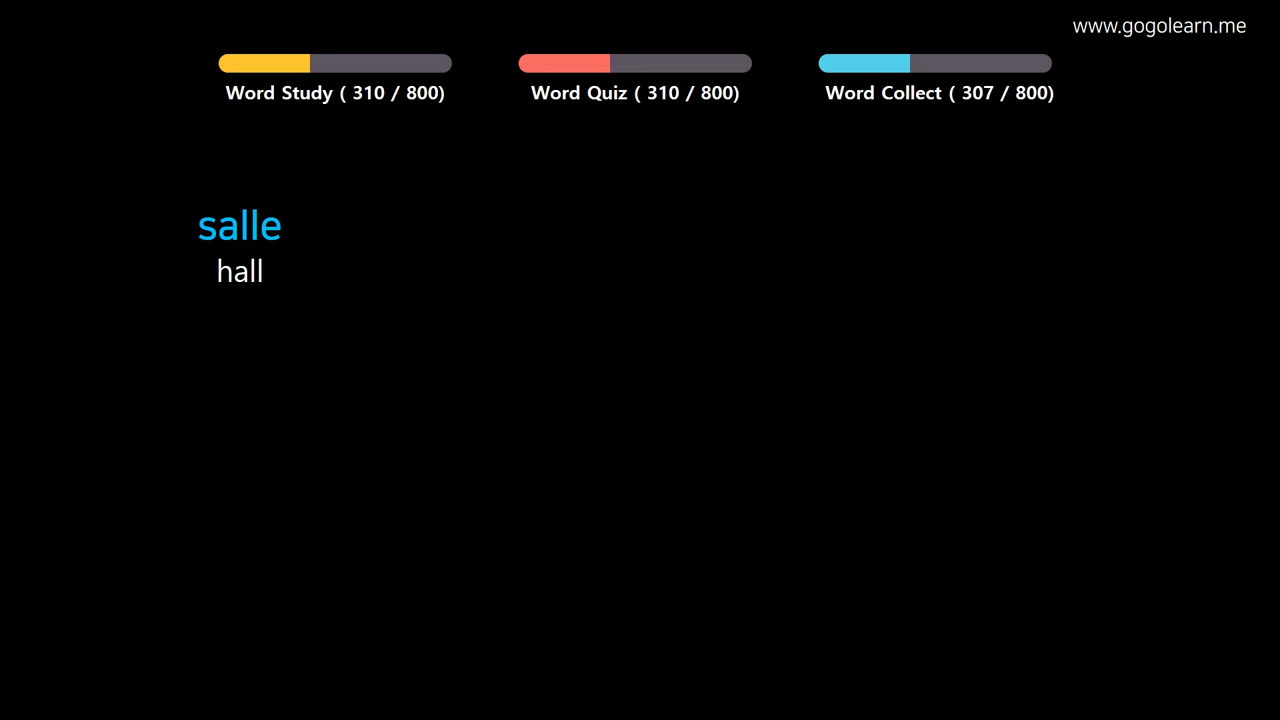 www.gogolearn.me
Word Study ( 310 / 800)
Word Quiz ( 310 / 800)
Word Collect ( 307 / 800)
salle
hall